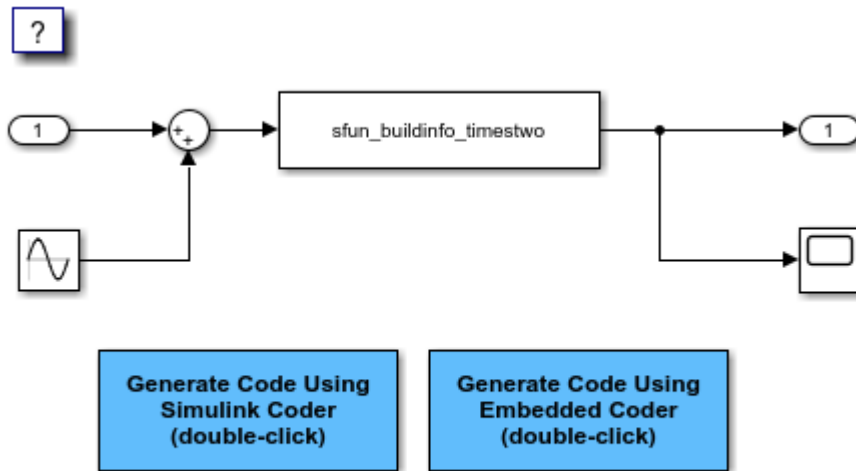 ?
1
+
+
sfun_buildinfo_timestwo
1
Generate Code Using
Simulink Coder
(double-click)
Generate Code Using
Embedded Coder
(double-click)